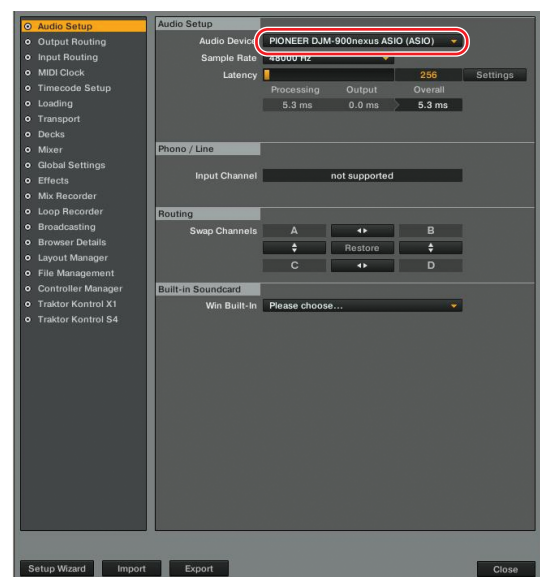 Audio Setup
Output Routing
Input Routing
MIDI Clock
Timecode Setup
Loading
Transport
Decks
Mixer
Global Settings
Effects
Mix Recorder
Loop Recorder
Broadcasting
Browser Details
Layout Manager
File Management
Controller Manager
Traktor Kontrol X1
Traktor Kontrol S4
Audio Setup
Audio Device PIONEER DJM-900nexus ASIO (ASIO)
Sample Rate 48000 Hz
Latency 256 Settings
Processing Output Overall
5.3 ms 0.0 ms 5.3 ms
Phono / Line
Input Channel not supported
Routing
Swap Channels A B
Restore
C D
Built-in Soundcard
Win Built-In Please choose...
Setup Wizard Import Export Close